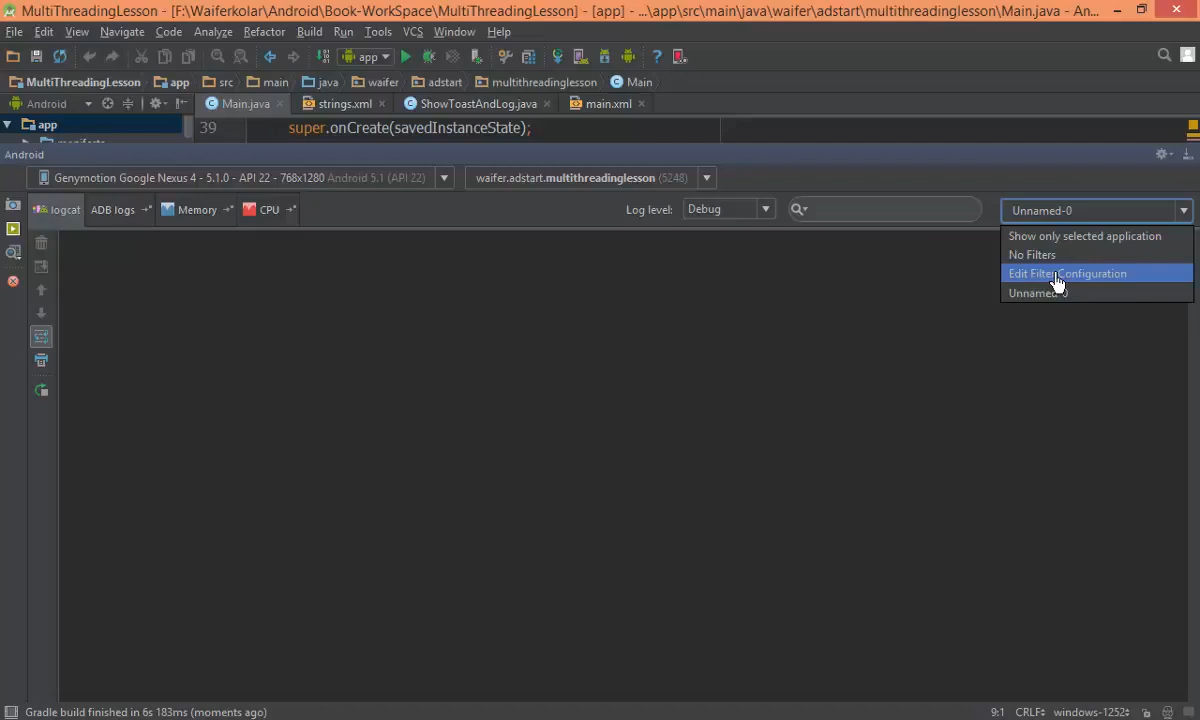 MultiThreadingLesson - [F:\Waiferkolar\Android\Book-WorkSpace\MultiThreadingLesson] - [app] - ...\app\src\main\java\waifer\adstart\multithreadinglesson\Main.java - An...
File Edit View Navigate Code Analyze Refactor Build Run Tools VCS Window Help
app
MultiThreadingLesson app src main java waifer adstart multithreadinglesson Main
Android Main.java strings.xml ShowToastAndLog.java main.xml
app 39 super.onCreate(savedInstanceState);
Android
Genymotion Google Nexus 4 - 5.1.0 - API 22 - 768x1280 Android 5.1 (API 22) waifer.adstart.multithreadinglesson (5248)
logcat ADB logs Memory CPU Log level: Debug Unnamed-0
Show only selected application
No Filters
Edit Filter Configuration
Unnamed-0
Gradle build finished in 6s 183ms (moments ago) 9:1 CRLF windows-1252